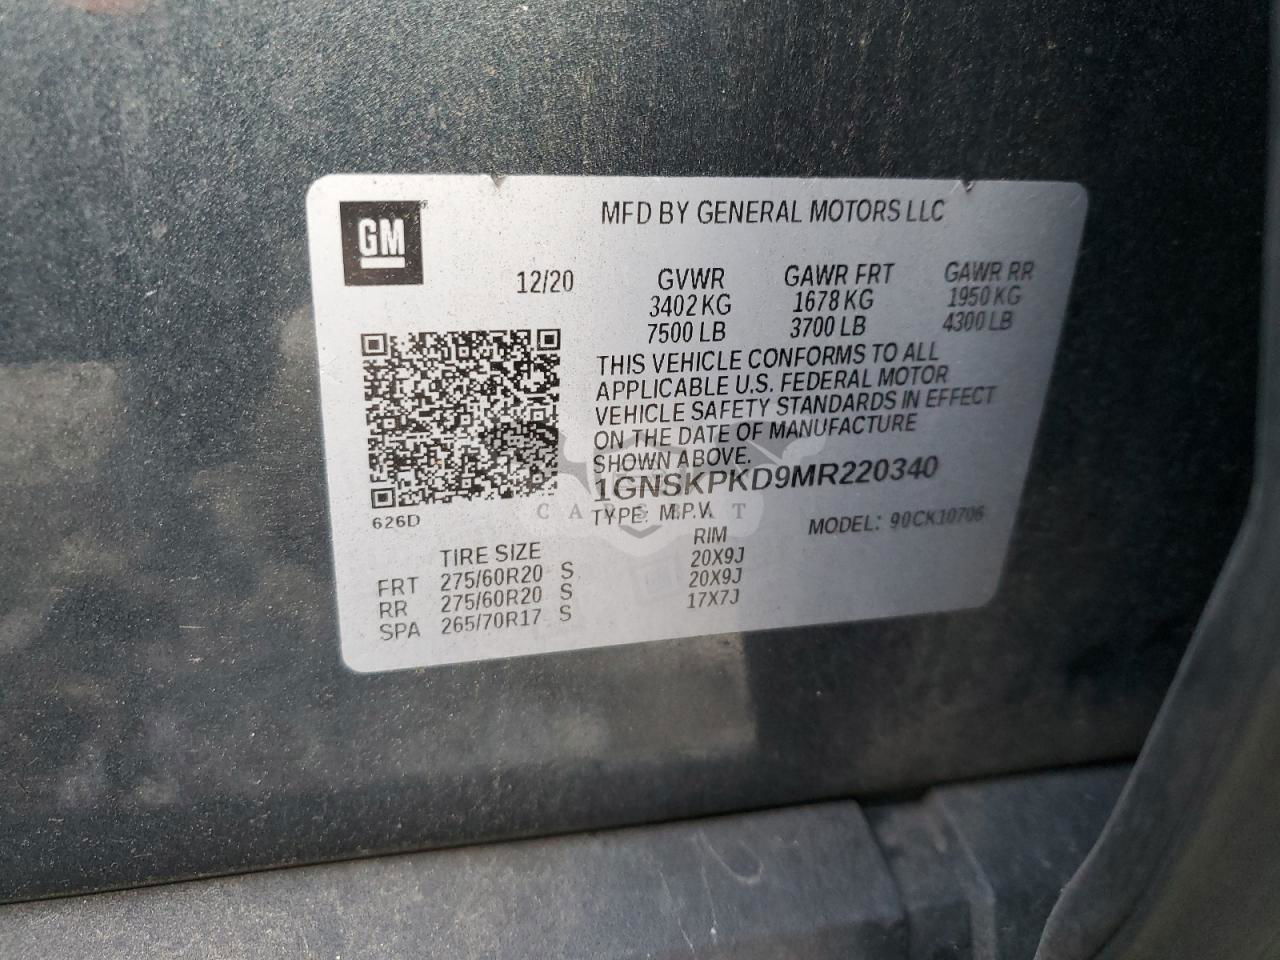 GM
MFD BY GENERAL MOTORS LLC
12/20
GVWR GAWR FRT GAWR RR
3402 KG 1678 KG 1950 KG
7500 LB 3700 LB 4300 LB
THIS VEHICLE CONFORMS TO ALL
APPLICABLE U.S. FEDERAL MOTOR
VEHICLE SAFETY STANDARDS IN EFFECT
ON THE DATE OF MANUFACTURE
SHOWN ABOVE.
1GNSKPKD9MR220340
TYPE: M.P.V. MODEL: 90CK10706
626D
TIRE SIZE RIM
FRT 275/60R20 S 20X9J
RR 275/60R20 S 20X9J
SPA 265/70R17 S 17X7J